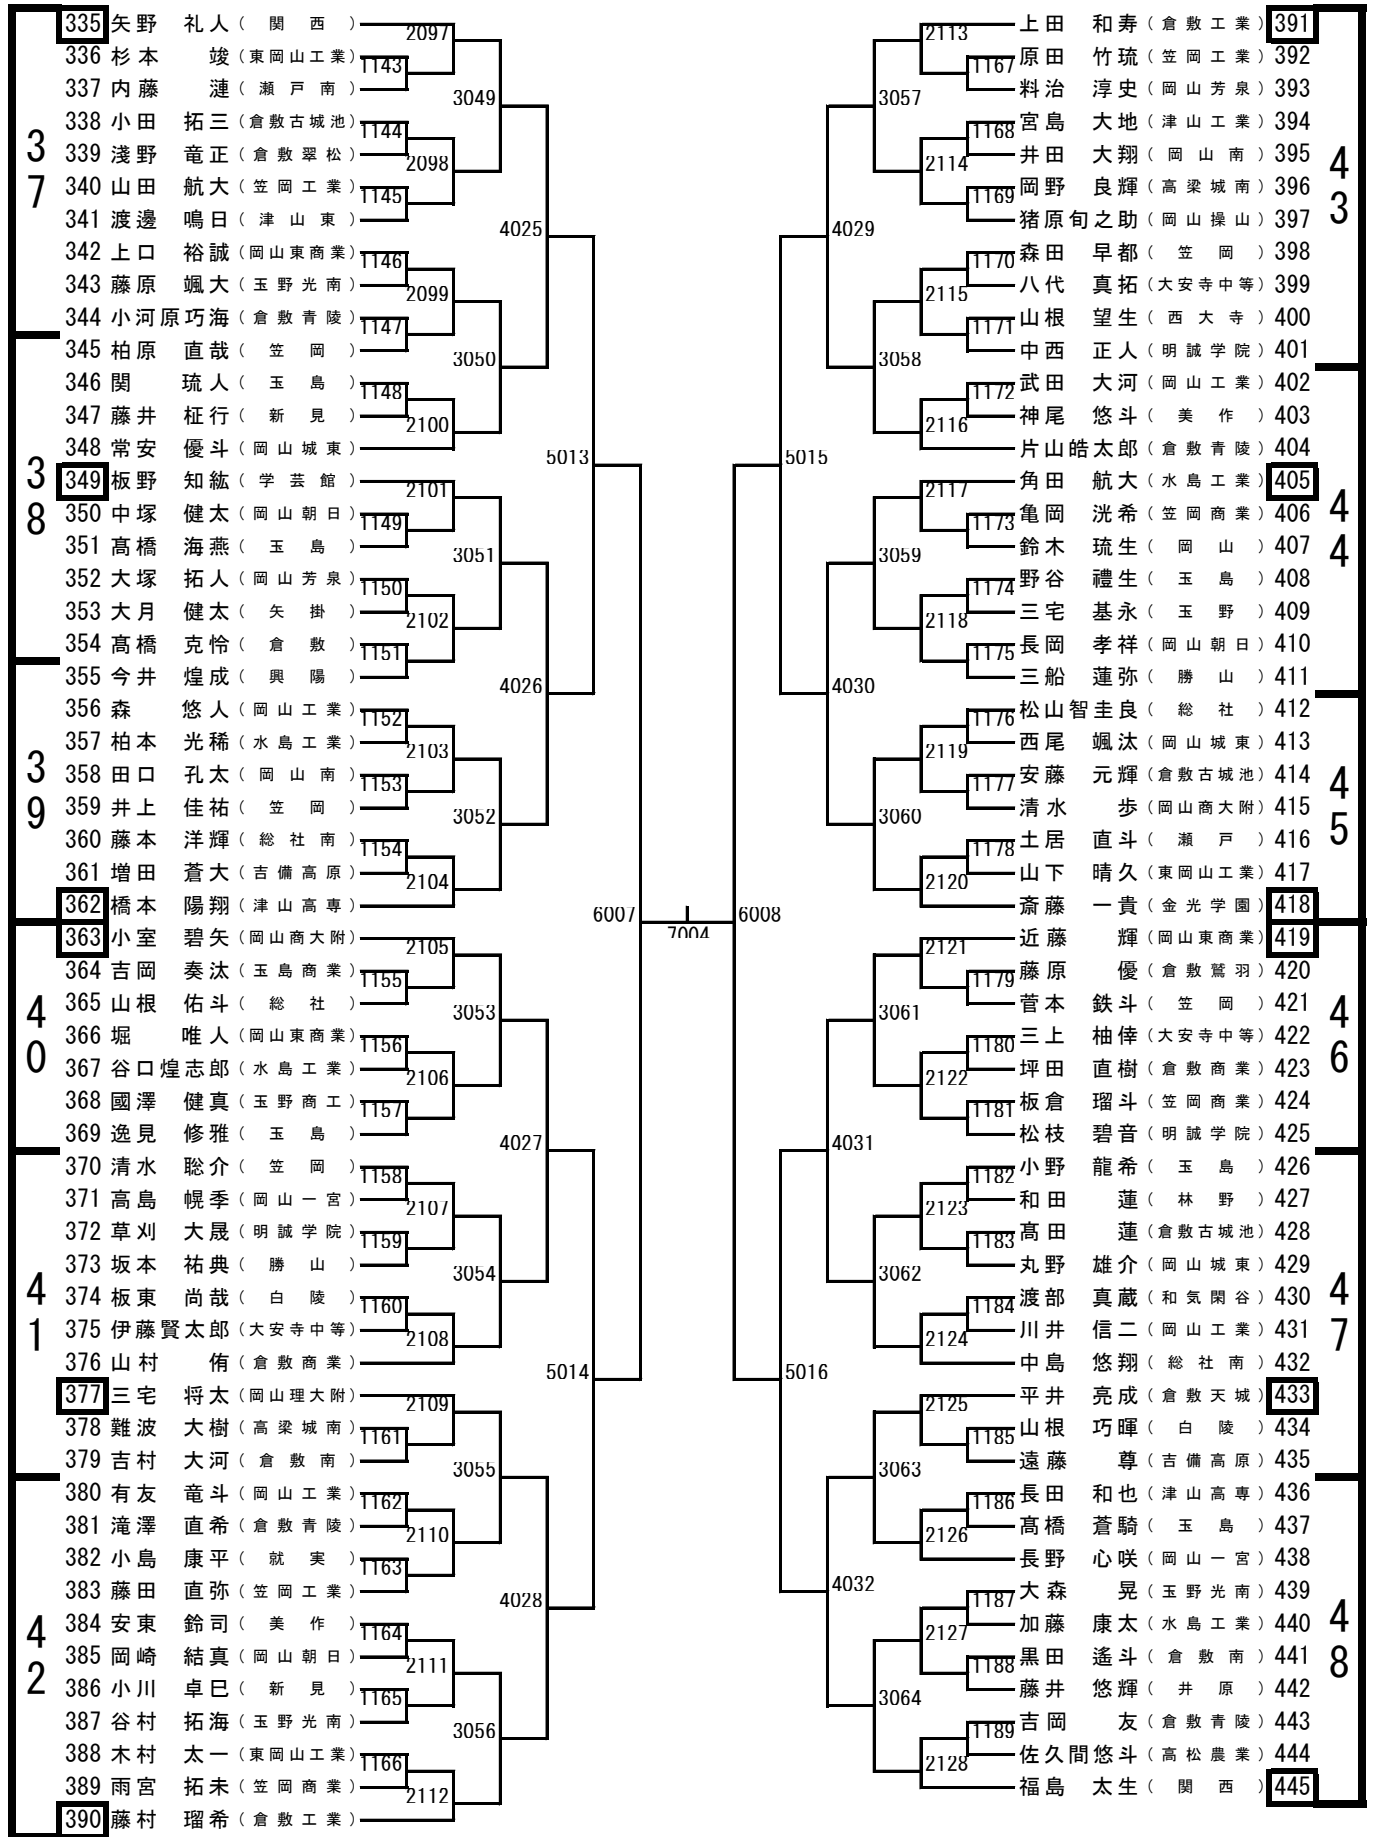 335 矢野 礼人 (関西)
336 杉本 竣 (東岡山工業)
337 内藤 漣 (瀬戸南)
338 小田 拓三 (倉敷古城池)
339 淺野 竜正 (倉敷翠松)
340 山田 航大 (笠岡工業)
341 渡邊 鳴日 (津山東)
342 上口 裕誠 (岡山東商業)
343 藤原 颯大 (玉野光南)
344 小河原巧海 (倉敷青陵)
345 柏原 直哉 (笠岡)
346 関 琉人 (玉島)
347 藤井 柾行 (新見)
348 常安 優斗 (岡山城東)
349 板野 知紘 (学芸館)
350 中塚 健太 (岡山朝日)
351 髙橋 海燕 (玉島)
352 大塚 拓人 (岡山芳泉)
353 大月 健太 (矢掛)
354 髙橋 克怜 (倉敷)
355 今井 煌成 (興陽)
356 森 悠人 (岡山工業)
357 柏本 光稀 (水島工業)
358 田口 孔太 (岡山南)
359 井上 佳祐 (笠岡)
360 藤本 洋輝 (総社南)
361 増田 蒼大 (吉備高原)
362 橋本 陽翔 (津山高専)
363 小室 碧矢 (岡山商大附)
364 吉岡 奏汰 (玉島商業)
365 山根 佑斗 (総社)
366 堀 唯人 (岡山東商業)
367 谷口煌志郎 (水島工業)
368 國澤 健真 (玉野商工)
369 逸見 修雅 (玉島)
370 清水 聡介 (笠岡)
371 高島 幌季 (岡山一宮)
372 草刈 大晟 (明誠学院)
373 坂本 祐典 (勝山)
374 板東 尚哉 (白陵)
375 伊藤賢太郎 (大安寺中等)
376 山村 侑 (倉敷商業)
377 三宅 将太 (岡山理大附)
378 難波 大樹 (高梁城南)
379 吉村 大河 (倉敷南)
380 有友 竜斗 (岡山工業)
381 滝澤 直希 (倉敷青陵)
382 小島 康平 (就実)
383 藤田 直弥 (笠岡工業)
384 安東 鈴司 (美作)
385 岡崎 結真 (岡山朝日)
386 小川 卓巳 (新見)
387 谷村 拓海 (玉野光南)
388 木村 太一 (東岡山工業)
389 雨宮 拓未 (笠岡商業)
390 藤村 瑠希 (倉敷工業)
37
38
39
40
41
42
1143
1144
1145
1146
1147
1148
1149
1150
1151
1152
1153
1154
1155
1156
1157
1158
1159
1160
1161
1162
1163
1164
1165
1166
2097
2098
2099
2100
2101
2102
2103
2104
2105
2106
2107
2108
2109
2110
2111
2112
3049
3050
3051
3052
3053
3054
3055
3056
4025
4026
4027
4028
5013
5014
6007
7004
6008
5015
5016
4029
4030
4031
4032
3057
3058
3059
3060
3061
3062
3063
3064
2113
2114
2115
2116
2117
2118
2119
2120
2121
2122
2123
2124
2125
2126
2127
2128
1167
1168
1169
1170
1171
1172
1173
1174
1175
1176
1177
1178
1179
1180
1181
1182
1183
1184
1185
1186
1187
1188
1189
上田 和寿 (倉敷工業) 391
原田 竹琉 (笠岡工業) 392
料治 淳史 (岡山芳泉) 393
宮島 大地 (津山工業) 394
井田 大翔 (岡山南) 395
岡野 良輝 (高梁城南) 396
猪原旬之助 (岡山操山) 397
森田 早都 (笠岡) 398
八代 真拓 (大安寺中等) 399
山根 望生 (西大寺) 400
中西 正人 (明誠学院) 401
武田 大河 (岡山工業) 402
神尾 悠斗 (美作) 403
片山皓太郎 (倉敷青陵) 404
角田 航大 (水島工業) 405
亀岡 洸希 (笠岡商業) 406
鈴木 琉生 (岡山) 407
野谷 禮生 (玉島) 408
三宅 基永 (玉野) 409
長岡 孝祥 (岡山朝日) 410
三船 蓮弥 (勝山) 411
松山智圭良 (総社) 412
西尾 颯汰 (岡山城東) 413
安藤 元輝 (倉敷古城池) 414
清水 歩 (岡山商大附) 415
土居 直斗 (瀬戸) 416
山下 晴久 (東岡山工業) 417
斎藤 一貴 (金光学園) 418
近藤 輝 (岡山東商業) 419
藤原 優 (倉敷鷲羽) 420
菅本 鉄斗 (笠岡) 421
三上 柚倖 (大安寺中等) 422
坪田 直樹 (倉敷商業) 423
板倉 瑠斗 (笠岡商業) 424
松枝 碧音 (明誠学院) 425
小野 龍希 (玉島) 426
和田 蓮 (林野) 427
髙田 蓮 (倉敷古城池) 428
丸野 雄介 (岡山城東) 429
渡部 真蔵 (和気閑谷) 430
川井 信二 (岡山工業) 431
中島 悠翔 (総社南) 432
平井 亮成 (倉敷天城) 433
山根 巧暉 (白陵) 434
遠藤 尊 (吉備高原) 435
長田 和也 (津山高専) 436
髙橋 蒼騎 (玉島) 437
長野 心咲 (岡山一宮) 438
大森 晃 (玉野光南) 439
加藤 康太 (水島工業) 440
黒田 遙斗 (倉敷南) 441
藤井 悠輝 (井原) 442
吉岡 友 (倉敷青陵) 443
佐久間悠斗 (高松農業) 444
福島 太生 (関西) 445
43
44
45
46
47
48